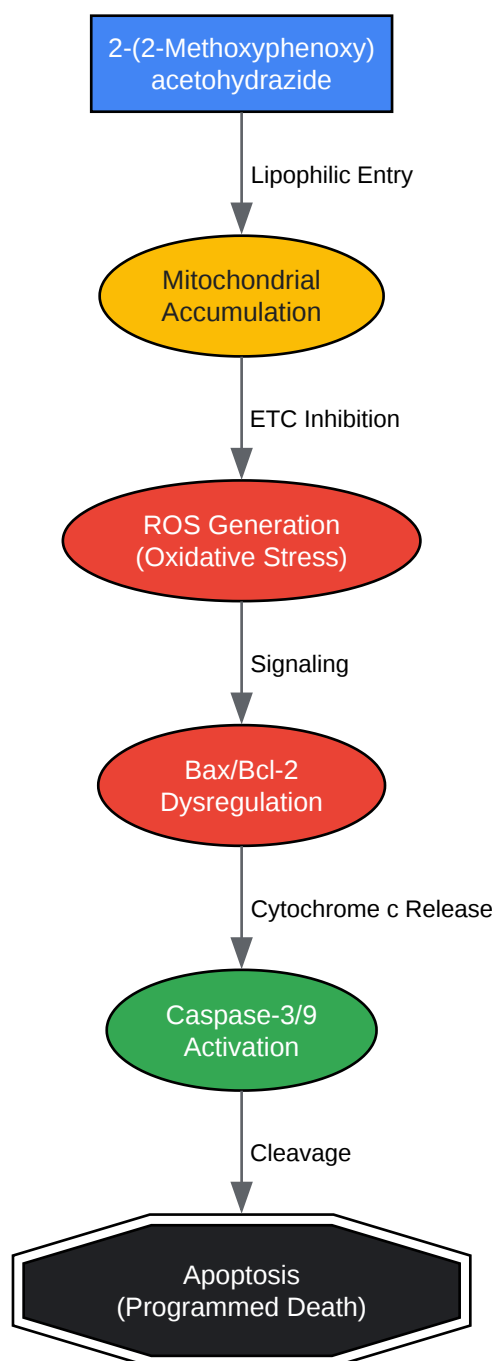 2-(2-Methoxyphenoxy)
acetohydrazide
Lipophilic Entry
Mitochondrial
Accumulation
ETC Inhibition
ROS Generation
(Oxidative Stress)
Signaling
Bax/Bcl-2
Dysregulation
Cytochrome c Release
Caspase-3/9
Activation
Cleavage
Apoptosis
(Programmed Death)